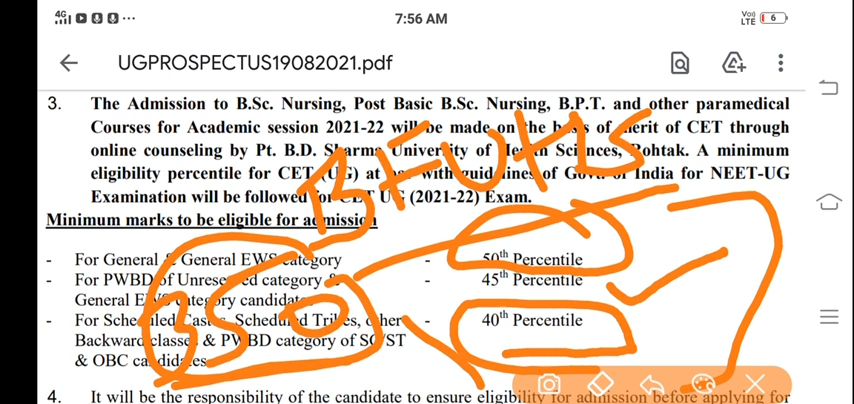 4G 7:56 AM Vo) LTE 6
UGPROSPECTUS19082021.pdf
3. The Admission to B.Sc. Nursing, Post Basic B.Sc. Nursing, B.P.T. and other paramedical
Courses for Academic session 2021-22 will be made on the basis of merit of CET through
online counseling by Pt. B.D. Sharma University of Health Sciences, Rohtak. A minimum
eligibility percentile for CET (UG) at par with guidelines of Govt. of India for NEET-UG
Examination will be followed for CET UG (2021-22) Exam.
Minimum marks to be eligible for admission
- For General & General EWS category - 50th Percentile
- For PWBD of Unreserved category & - 45th Percentile
General EWS category candidates
- For Scheduled Castes, Scheduled Tribes, other - 40th Percentile
Backward classes & PWBD category of SC/ST
& OBC candidates
350
4. It will be the responsibility of the candidate to ensure eligibility for admission before applying for